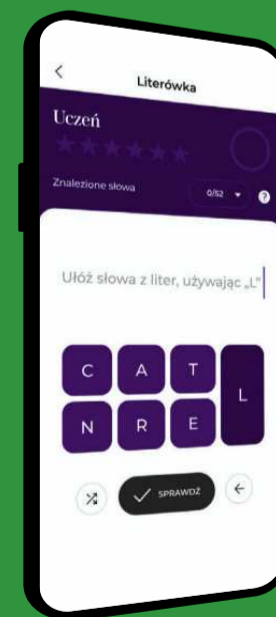 Literówka
Uczeń
Znalezione słowa
0/52
?
Ułóż słowa z liter, używając „L”
C A T
L
N R E
SPRAWDŹ